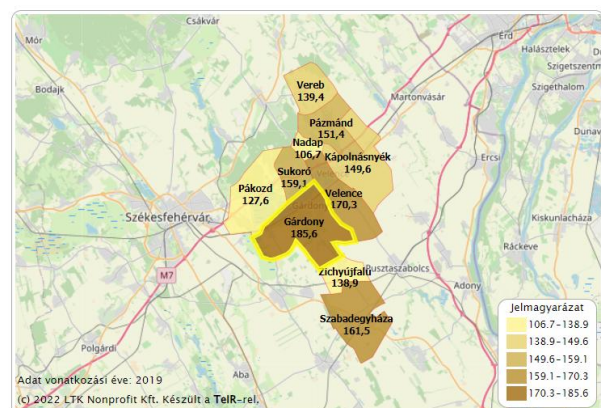 Csákvár
Mór
Érd
Halásztelek
Szigetszentm
Bodajk
Vereb
139,4
Martonvásár
Szigethalom
Pázmánd
151,4
Dunav
Nadap
106,7
Kápolnásnyék
149,6
Ercsi
Sukoró
159,1
Pákozd
127,6
Velence
170,3
Székesfehérvár
Gárdony
185,6
Kiskunlacháza
Ráckeve
M7
Zichyújfalu
138,9
Pusztaszabolcs
Adony
Szabadegyháza
161,5
Jelmagyarázat
106.7-138.9
138.9-149.6
149.6-159.1
159.1-170.3
170.3-185.6
Polgárdi
Aba
Adat vonatkozási éve: 2019
(c) 2022 LTK Nonprofit Kft. Készült a TeIR-rel.